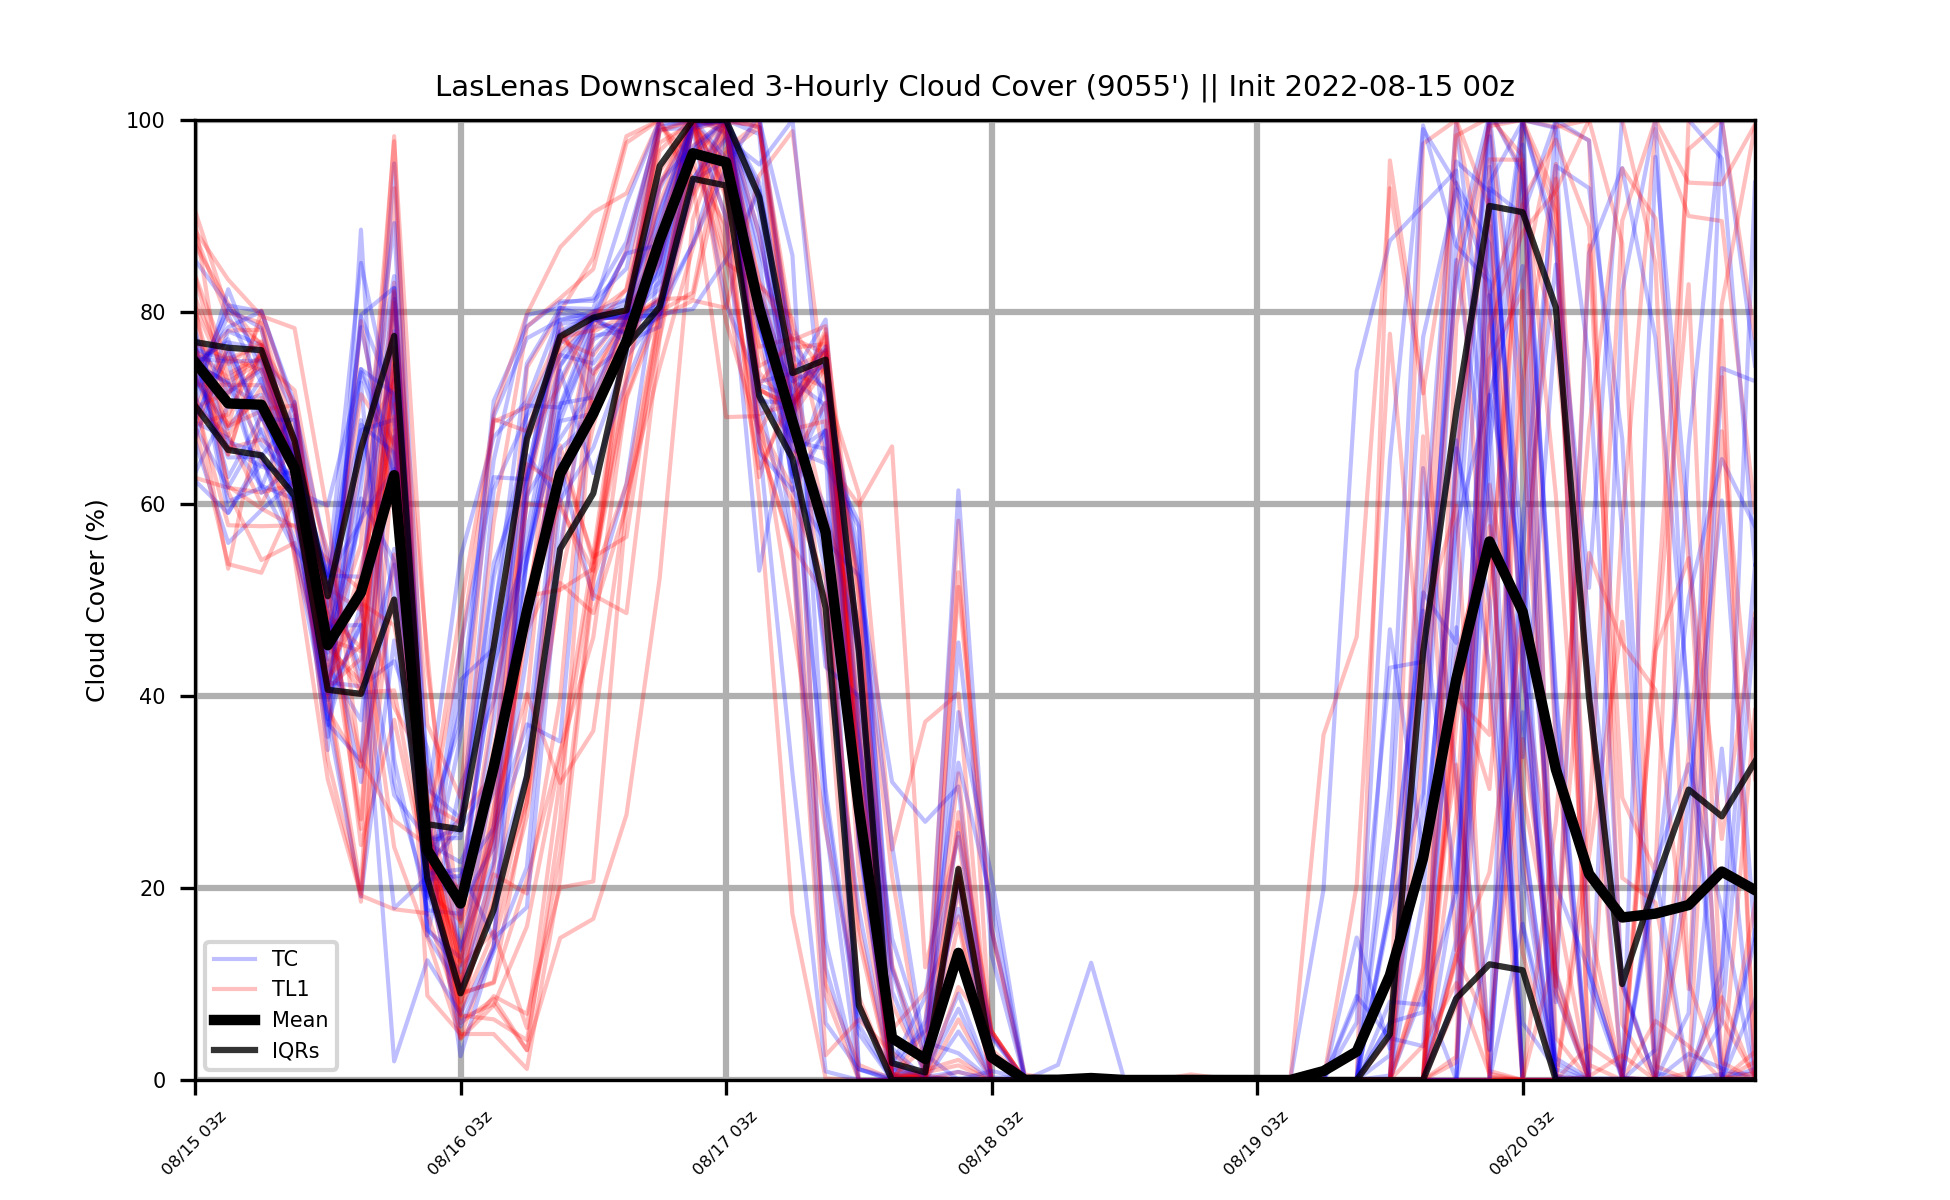 LasLenas Downscaled 3-Hourly Cloud Cover (9055') || Init 2022-08-15 00z
Cloud Cover (%)
100
80
60
40
20
0
TC
TL1
Mean
IQRs
08/15 03z
08/16 03z
08/17 03z
08/18 03z
08/19 03z
08/20 03z